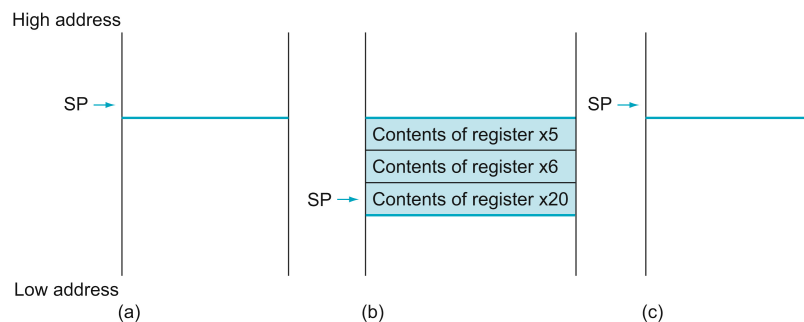 High address
SP
SP
Contents of register x5
Contents of register x6
SP
Contents of register x20
Low address
(a)
(b)
(c)